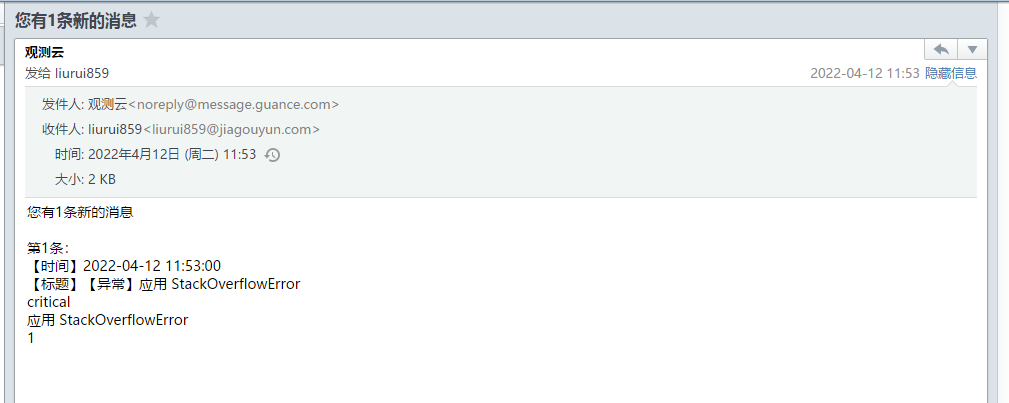 您有1条新的消息
观测云
发给 liurui859
2022-04-12 11:53 隐藏信息
发件人: 观测云<noreply@message.guance.com>
收件人: liurui859<liurui859@jiagouyun.com>
时间: 2022年4月12日 (周二) 11:53
大小: 2 KB
您有1条新的消息
第1条:
【时间】2022-04-12 11:53:00
【标题】【异常】应用 StackOverflowError
critical
应用 StackOverflowError
1